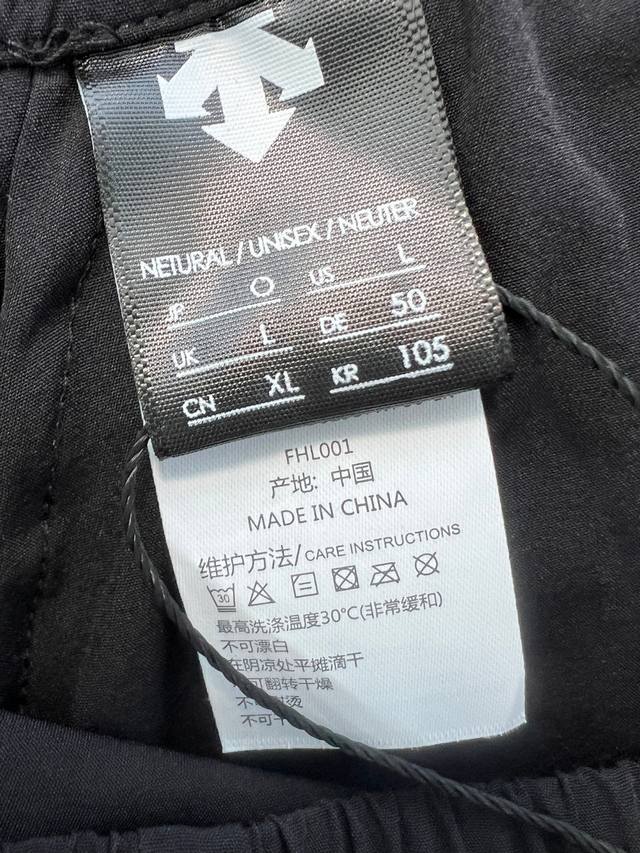 NETURAL / UNISEX / NEUTER
JP O US L
UK L DE 50
CN XL KR 105
FHL001
产地: 中国
MADE IN CHINA
维护方法/CARE INSTRUCTIONS
30
最高洗涤温度30°C(非常缓和)
不可漂白
在阴凉处平摊滴干
可翻转干燥
不 烫
不可